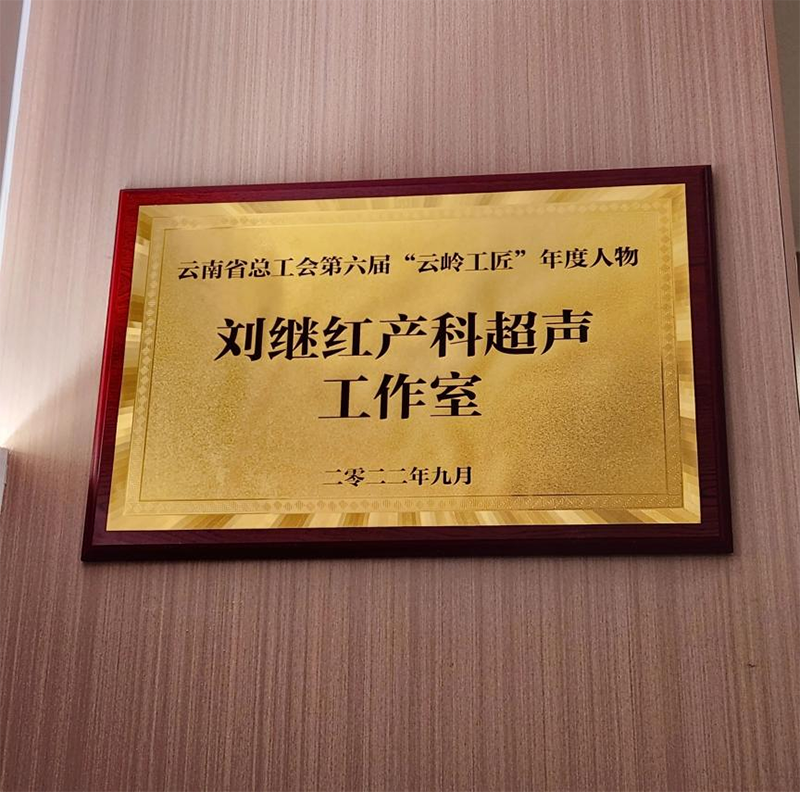 云南省总工会第六届“云岭工匠”年度人物
刘继红产科超声
工作室
二零二二年九月